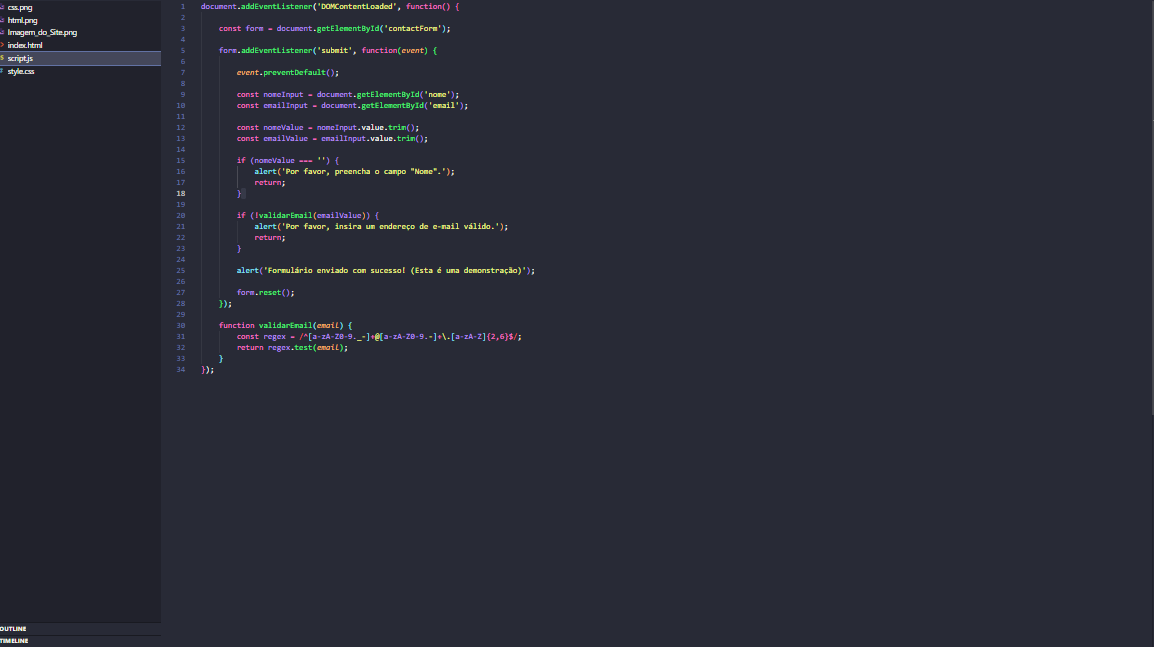 css.png
html.png
Imagem_do_Site.png
index.html
script.js
style.css
OUTLINE
TIMELINE
1 document.addEventListener('DOMContentLoaded', function() {
2
3 const form = document.getElementById('contactForm');
4
5 form.addEventListener('submit', function(event) {
6
7 event.preventDefault();
8
9 const nomeInput = document.getElementById('nome');
10 const emailInput = document.getElementById('email');
11
12 const nomeValue = nomeInput.value.trim();
13 const emailValue = emailInput.value.trim();
14
15 if (nomeValue === '') {
16 alert('Por favor, preencha o campo "Nome".');
17 return;
18 }
19
20 if (!validarEmail(emailValue)) {
21 alert('Por favor, insira um endereço de e-mail válido.');
22 return;
23 }
24
25 alert('Formulário enviado com sucesso! (Esta é uma demonstração)');
26
27 form.reset();
28 });
29
30 function validarEmail(email) {
31 const regex = /^[a-zA-Z0-9._-]+@[a-zA-Z0-9.-]+\.[a-zA-Z]{2,6}$/;
32 return regex.test(email);
33 }
34 });